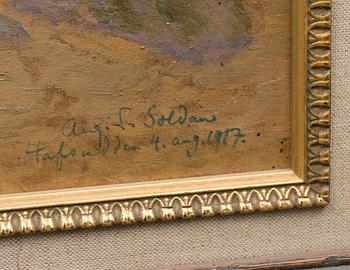 Aug. L. Soldan
Hafsudden 4. aug. 1917.